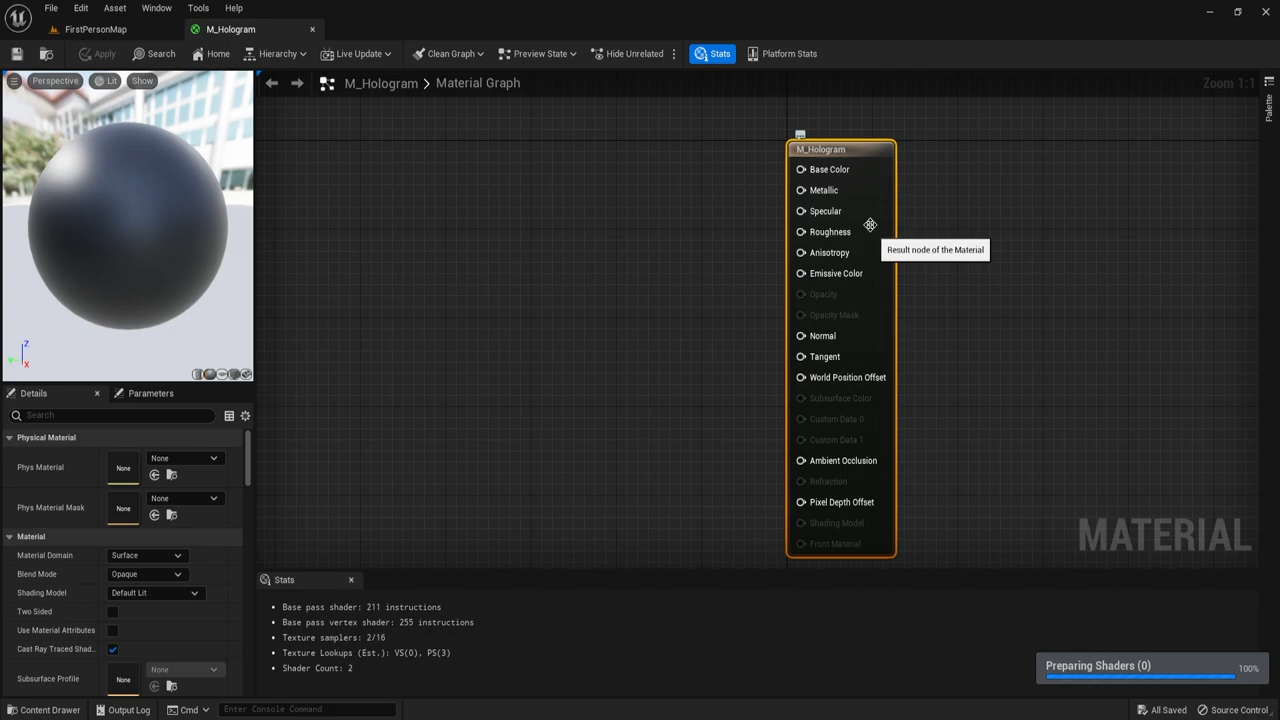 File Edit Asset Window Tools Help
FirstPersonMap M_Hologram
Apply Search Home Hierarchy Live Update Clean Graph Preview State Hide Unrelated Stats Platform Stats
Perspective Lit Show
M_Hologram > Material Graph
Zoom 1:1
Palette
M_Hologram
Base Color
Metallic
Specular
Roughness
Anisotropy
Emissive Color
Opacity
Opacity Mask
Normal
Tangent
World Position Offset
Subsurface Color
Custom Data 0
Custom Data 1
Ambient Occlusion
Refraction
Pixel Depth Offset
Shading Model
Front Material
Result node of the Material
MATERIAL
Z
X
Details Parameters
Search
Physical Material
Phys Material None None
Phys Material Mask None None
Material
Material Domain Surface
Blend Mode Opaque
Shading Model Default Lit
Two Sided
Use Material Attributes
Cast Ray Traced Shad..
Subsurface Profile None None
Stats
Base pass shader: 211 instructions
Base pass vertex shader: 255 instructions
Texture samplers: 2/16
Texture Lookups (Est.): VS(0), PS(3)
Shader Count: 2
Preparing Shaders (0) 100%
Content Drawer Output Log Cmd Enter Console Command All Saved Source Control